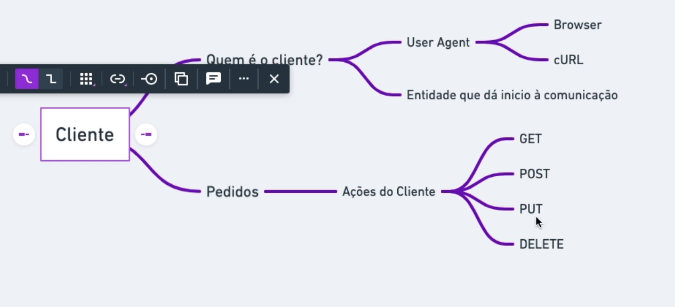 Browser
User Agent
cURL
Quem é o cliente?
Entidade que dá inicio à comunicação
Cliente
GET
POST
Pedidos
Ações do Cliente
PUT
DELETE